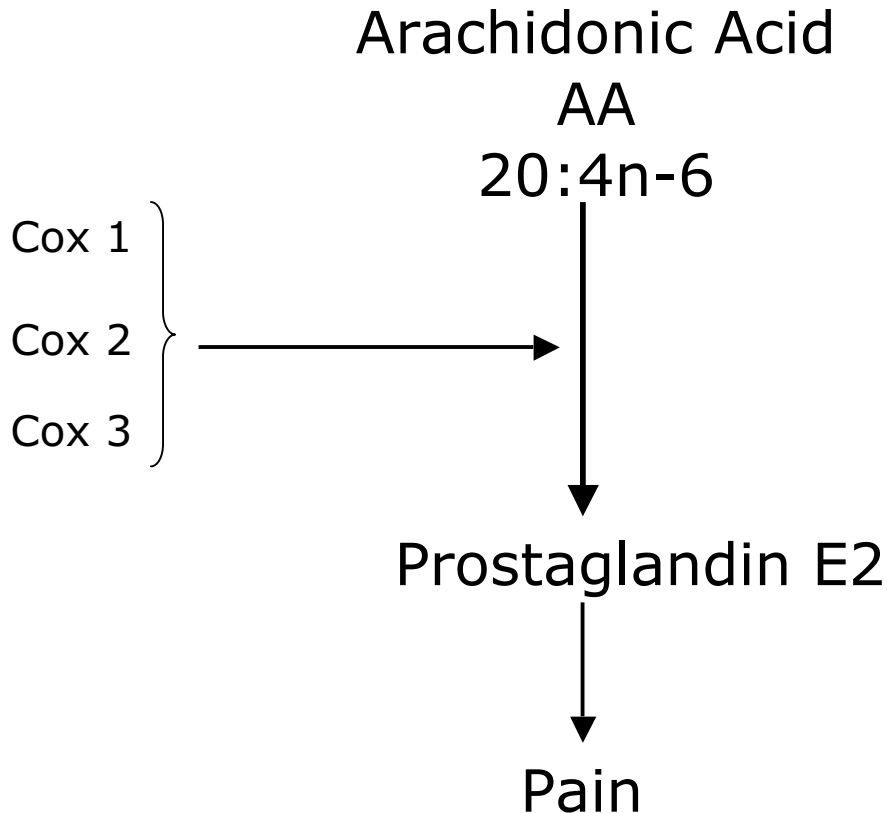 Arachidonic Acid
AA
20:4n-6
Cox 1
Cox 2
Cox 3
Prostaglandin E2
Pain